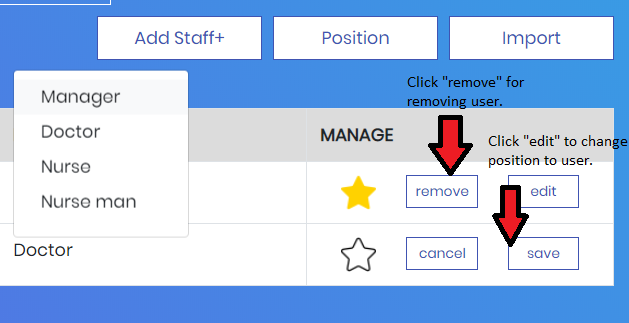 Add Staff+
Position
Import
Click "remove" for
removing user.
Manager
Doctor
Nurse
Nurse man
MANAGE
Click "edit" to change
position to user.
remove
edit
Doctor
cancel
save